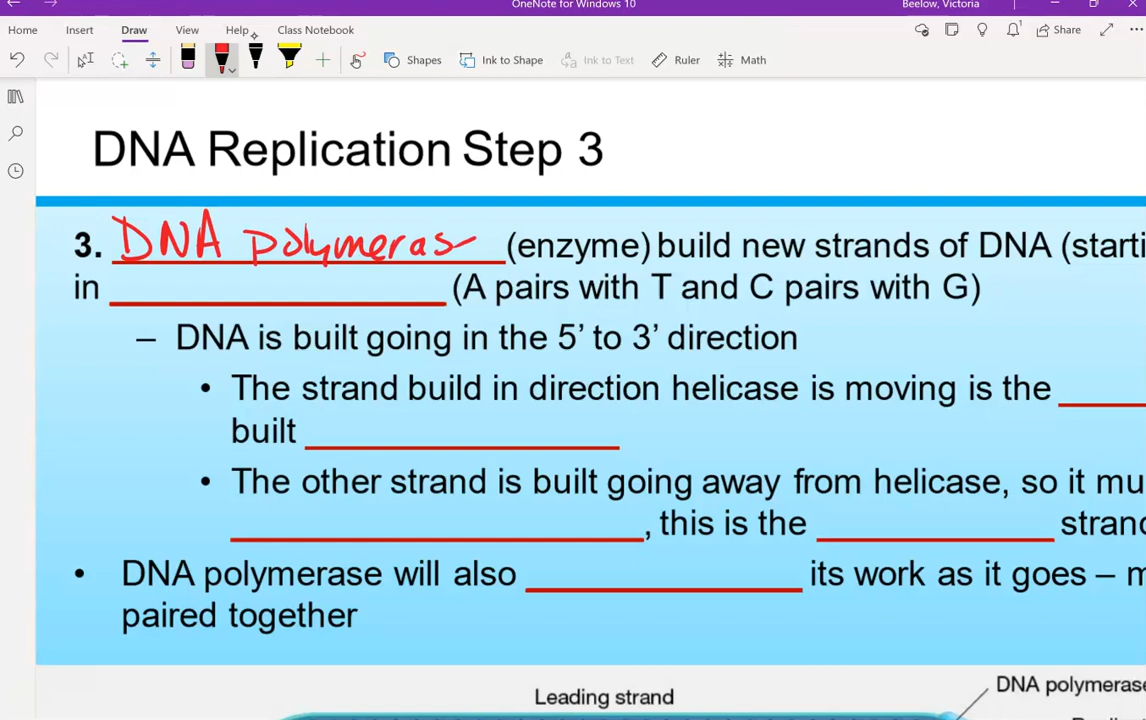 OneNote for Windows 10
Beelow, Victoria
Home Insert Draw View Help Class Notebook
Share
Shapes Ink to Shape Ink to Text Ruler Math
DNA Replication Step 3
3. DNA polymeras (enzyme) build new strands of DNA (starti
in (A pairs with T and C pairs with G)
– DNA is built going in the 5’ to 3’ direction
• The strand build in direction helicase is moving is the
built
• The other strand is built going away from helicase, so it mu
, this is the strand
• DNA polymerase will also its work as it goes – m
paired together
Leading strand
DNA polymerase